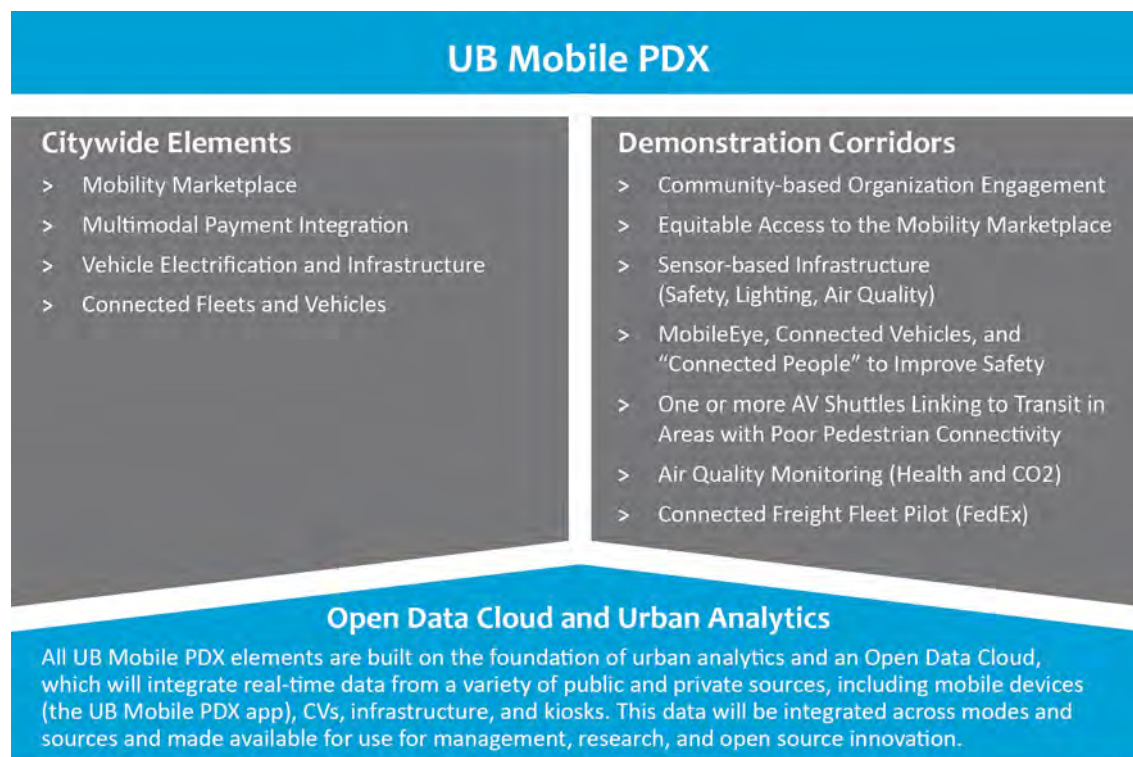 UB Mobile PDX
Citywide Elements
> Mobility Marketplace
> Multimodal Payment Integration
> Vehicle Electrification and Infrastructure
> Connected Fleets and Vehicles
Demonstration Corridors
> Community-based Organization Engagement
> Equitable Access to the Mobility Marketplace
> Sensor-based Infrastructure
(Safety, Lighting, Air Quality)
> MobileEye, Connected Vehicles, and
“Connected People” to Improve Safety
> One or more AV Shuttles Linking to Transit in
Areas with Poor Pedestrian Connectivity
> Air Quality Monitoring (Health and CO2)
> Connected Freight Fleet Pilot (FedEx)
Open Data Cloud and Urban Analytics
All UB Mobile PDX elements are built on the foundation of urban analytics and an Open Data Cloud,
which will integrate real-time data from a variety of public and private sources, including mobile devices
(the UB Mobile PDX app), CVs, infrastructure, and kiosks. This data will be integrated across modes and
sources and made available for use for management, research, and open source innovation.